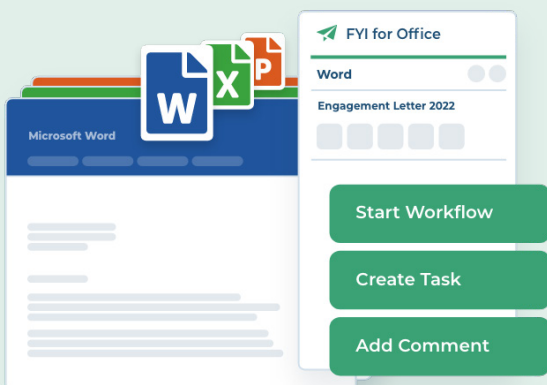 FYI for Office
Word
Engagement Letter 2022
W
X
P
Microsoft Word
Start Workflow
Create Task
Add Comment